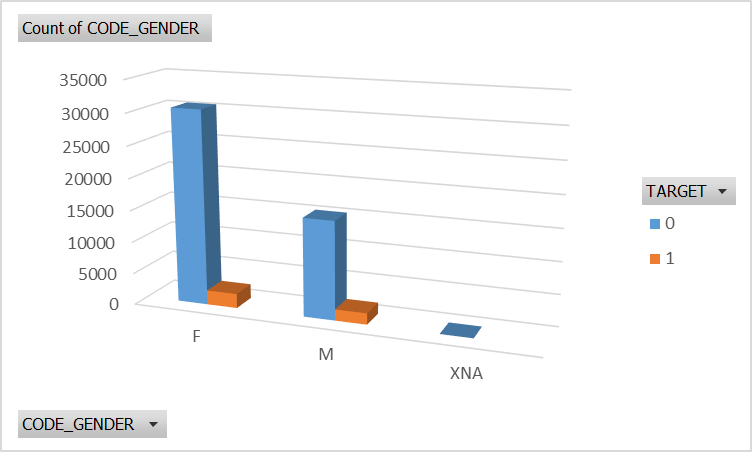 Count of CODE_GENDER
35000
30000
25000
20000
15000
10000
5000
0
F
M
XNA
TARGET
0
1
CODE_GENDER